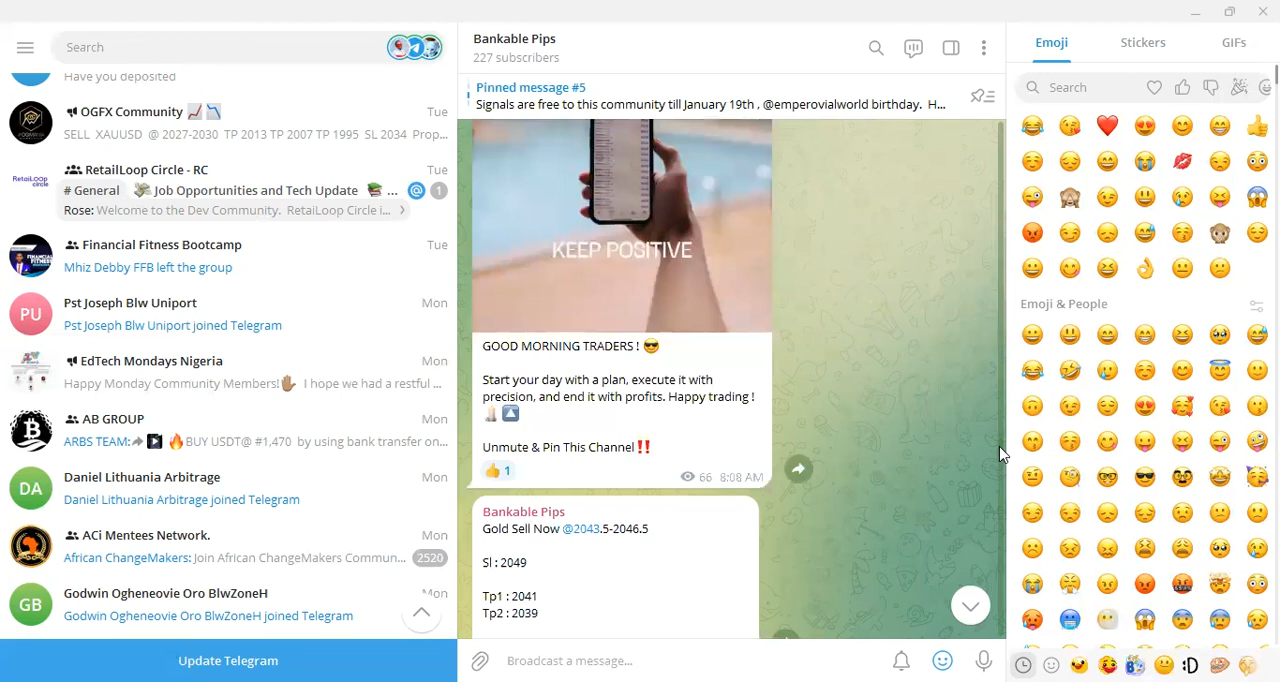 Search
Have you deposited
OGFX Community 📈 📉
Tue
SELL XAUUSD @ 2027-2030 TP 2013 TP 2007 TP 1995 SL 2034 Prop...
RetailLoop Circle - RC
Tue
RetailLoop
circle
# General 💸 Job Opportunities and Tech Update 📚 ...
@ 1
Rose: Welcome to the Dev Community. RetaiLoop Circle i...
Financial Fitness Bootcamp
Tue
Mhiz Debby FFB left the group
PU
Pst Joseph Blw Uniport
Mon
Pst Joseph Blw Uniport joined Telegram
EdTech Mondays Nigeria
Mon
Happy Monday Community Members!🖐🏽 I hope we had a restful ...
AB GROUP
Mon
ARBS TEAM: 🔥BUY USDT@ #1,470 by using bank transfer on...
DA
Daniel Lithuania Arbitrage
Mon
Daniel Lithuania Arbitrage joined Telegram
ACi Mentees Network.
Mon
African ChangeMakers: Join African ChangeMakers Commun...
2520
GB
Godwin Ogheneovie Oro BlwZoneH
Mon
Godwin Ogheneovie Oro BlwZoneH joined Telegram
Update Telegram
Bankable Pips
227 subscribers
Pinned message #5
Signals are free to this community till January 19th , @emperovialworld birthday. H...
KEEP POSITIVE
GOOD MORNING TRADERS ! 😎
Start your day with a plan, execute it with
precision, and end it with profits. Happy trading !
🕯🔼
Unmute & Pin This Channel ‼️
👍 1
66 8:08 AM
Bankable Pips
Gold Sell Now @2043.5-2046.5
Sl : 2049
Tp1 : 2041
Tp2 : 2039
Broadcast a message...
Emoji
Stickers
GIFs
Search
Emoji & People
:D